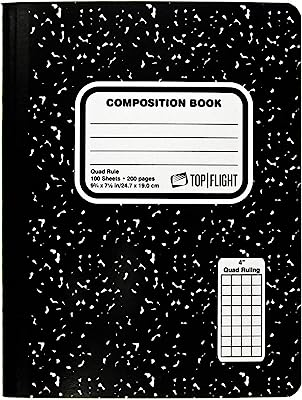 COMPOSITION BOOK
Quad Rule
100 Sheets • 200 pages
9¾ x 7½ in/24.7 x 19.0 cm
TOP|FLIGHT
4"
Quad Ruling